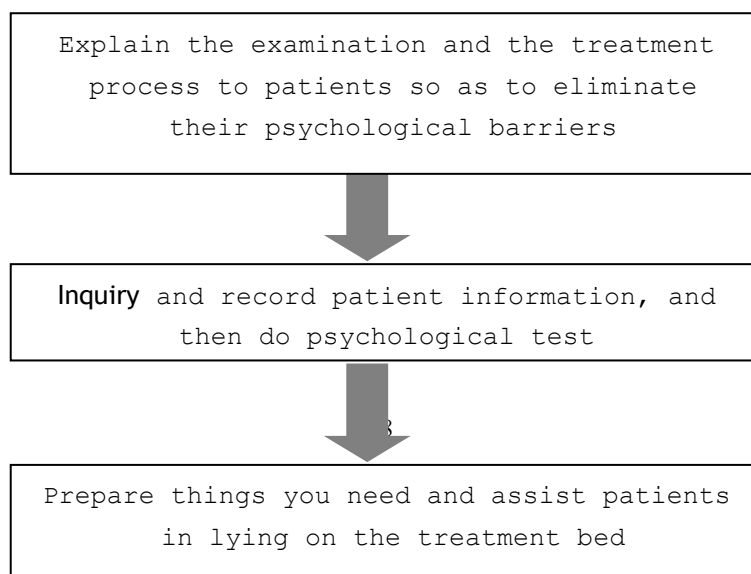 Explain the examination and the treatment
process to patients so as to eliminate
their psychological barriers
Inquiry and record patient information, and
then do psychological test
Prepare things you need and assist patients
in lying on the treatment bed